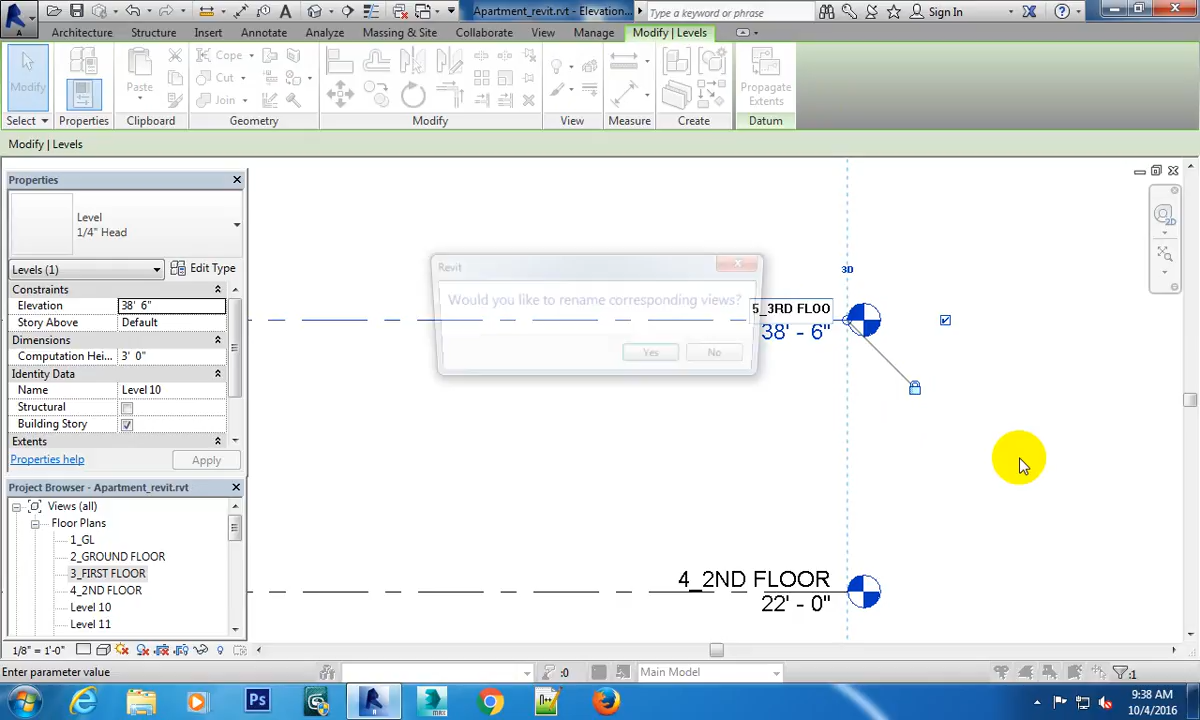 Apartment_revit.rvt - Elevation...
Type a keyword or phrase
Sign In
Architecture
Structure
Insert
Annotate
Analyze
Massing & Site
Collaborate
View
Manage
Modify | Levels
Modify
Paste
Cope
Cut
Join
Propagate
Extents
Select
Properties
Clipboard
Geometry
Modify
View
Measure
Create
Datum
Modify | Levels
Properties
Level
1/4" Head
Levels (1)
Edit Type
Constraints
Elevation
38' 6"
Story Above
Default
Dimensions
Computation Hei...
3' 0"
Identity Data
Name
Level 10
Structural
Building Story
Extents
Properties help
Apply
Project Browser - Apartment_revit.rvt
Views (all)
Floor Plans
1_GL
2_GROUND FLOOR
3_FIRST FLOOR
4_2ND FLOOR
Level 10
Level 11
Revit
Would you like to rename corresponding views?
Yes
No
3D
5_3RD FLOO
38' - 6"
4_2ND FLOOR
22' - 0"
2D
1/8" = 1'-0"
Enter parameter value
:0
Main Model
:1
Ps
9:38 AM
10/4/2016